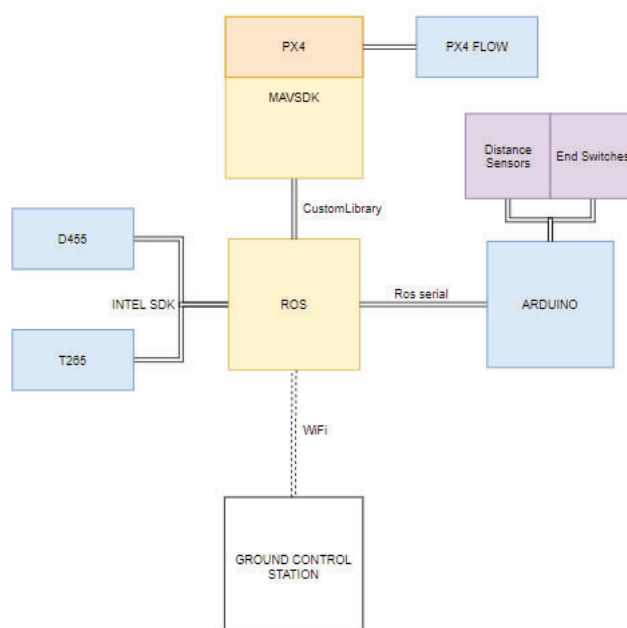 PX4
PX4 FLOW
MAVSDK
Distance
Sensors
End Switches
CustomLibrary
D455
INTEL SDK
ROS
Ros serial
ARDUINO
T265
WiFi
GROUND CONTROL
STATION